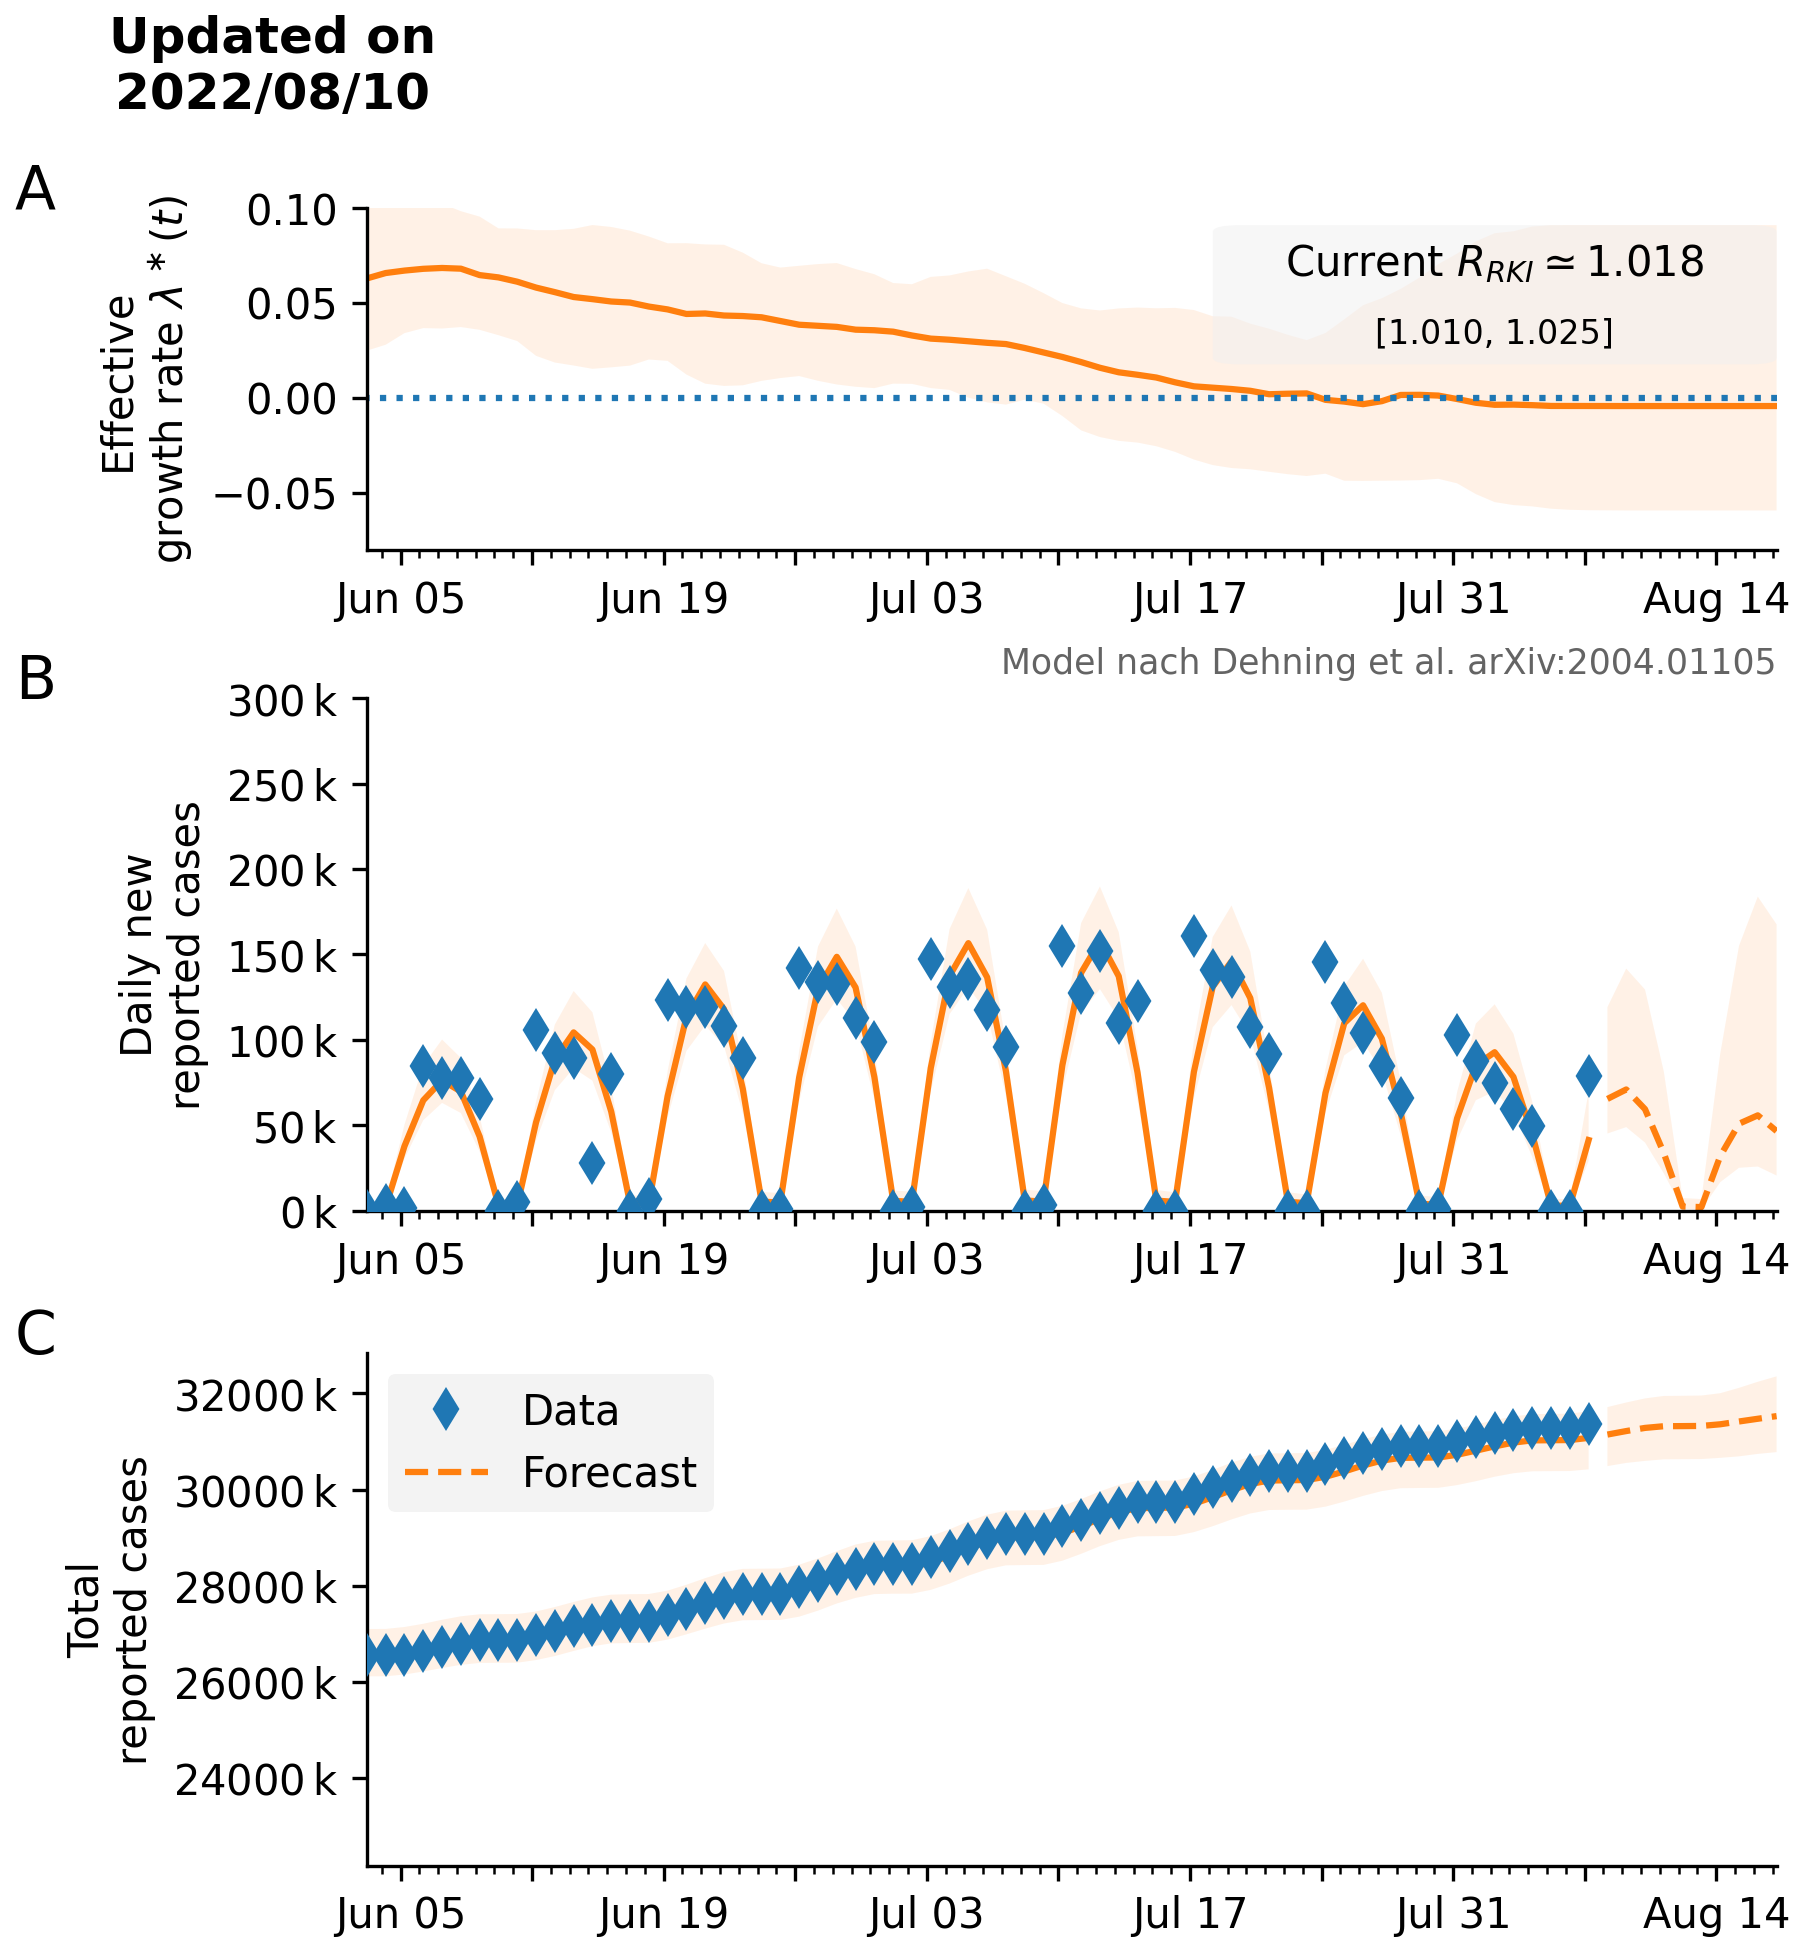 Updated on
2022/08/10
A
Effective
growth rate λ * (t)
0.10
0.05
0.00
−0.05
Current R_RKI ≃ 1.018
[1.010, 1.025]
Jun 05 Jun 19 Jul 03 Jul 17 Jul 31 Aug 14
Model nach Dehning et al. arXiv:2004.01105
B
Daily new
reported cases
300 k
250 k
200 k
150 k
100 k
50 k
0 k
Jun 05 Jun 19 Jul 03 Jul 17 Jul 31 Aug 14
C
Total
reported cases
32000 k
30000 k
28000 k
26000 k
24000 k
Data
Forecast
Jun 05 Jun 19 Jul 03 Jul 17 Jul 31 Aug 14